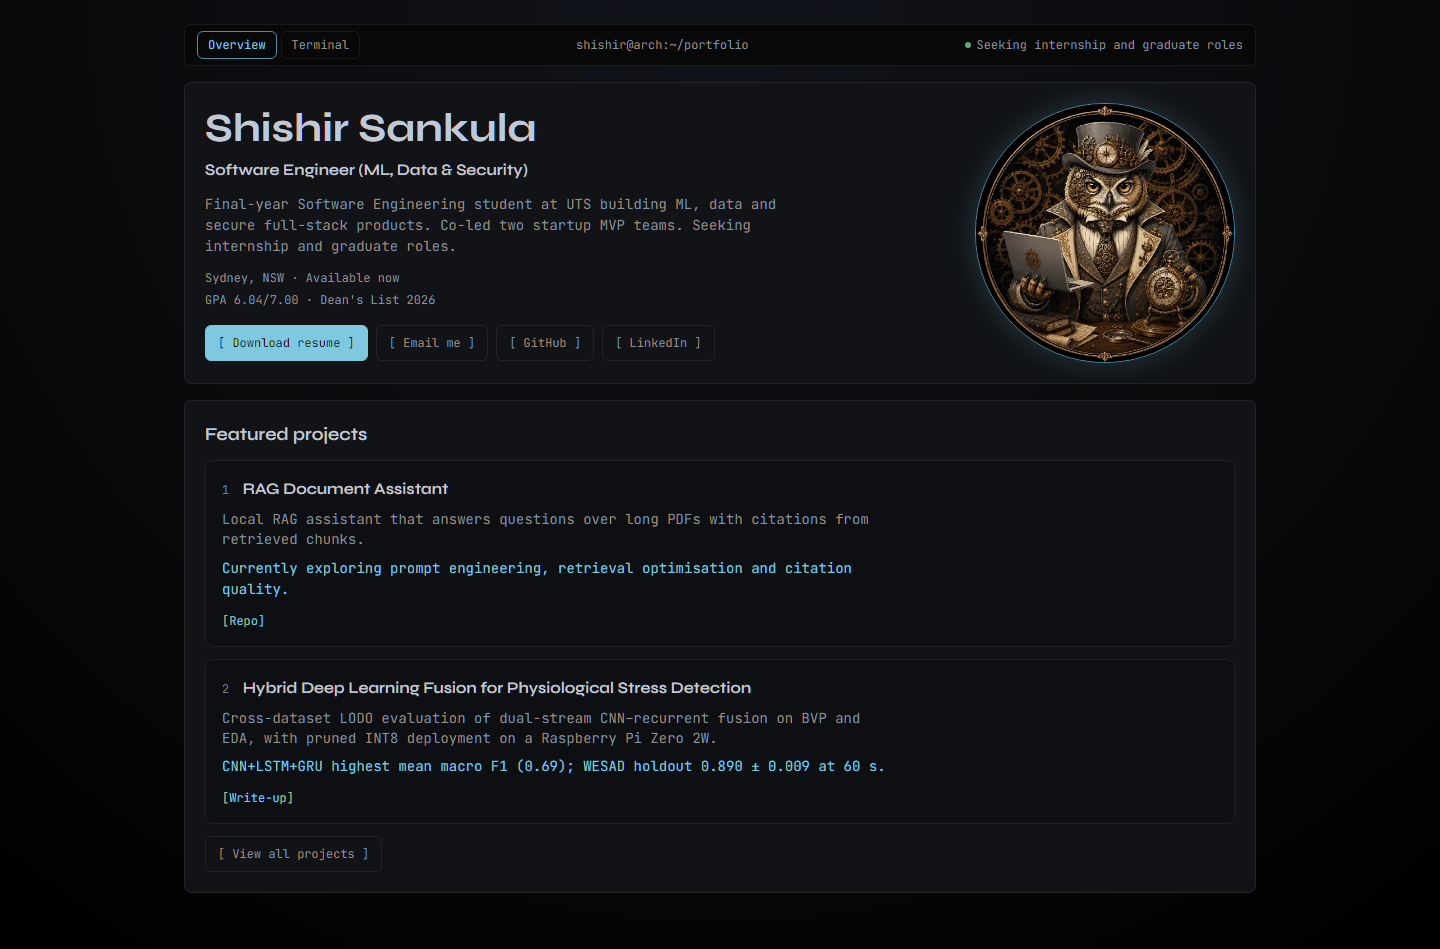 Overview Terminal shishir@arch:~/portfolio Seeking internship and graduate roles
Shishir Sankula
Software Engineer (ML, Data & Security)
Final-year Software Engineering student at UTS building ML, data and
secure full-stack products. Co-led two startup MVP teams. Seeking
internship and graduate roles.
Sydney, NSW · Available now
GPA 6.04/7.00 · Dean's List 2026
[ Download resume ] [ Email me ] [ GitHub ] [ LinkedIn ]
Featured projects
1 RAG Document Assistant
Local RAG assistant that answers questions over long PDFs with citations from
retrieved chunks.
Currently exploring prompt engineering, retrieval optimisation and citation
quality.
[Repo]
2 Hybrid Deep Learning Fusion for Physiological Stress Detection
Cross-dataset LODO evaluation of dual-stream CNN–recurrent fusion on BVP and
EDA, with pruned INT8 deployment on a Raspberry Pi Zero 2W.
CNN+LSTM+GRU highest mean macro F1 (0.69); WESAD holdout 0.890 ± 0.009 at 60 s.
[Write-up]
[ View all projects ]